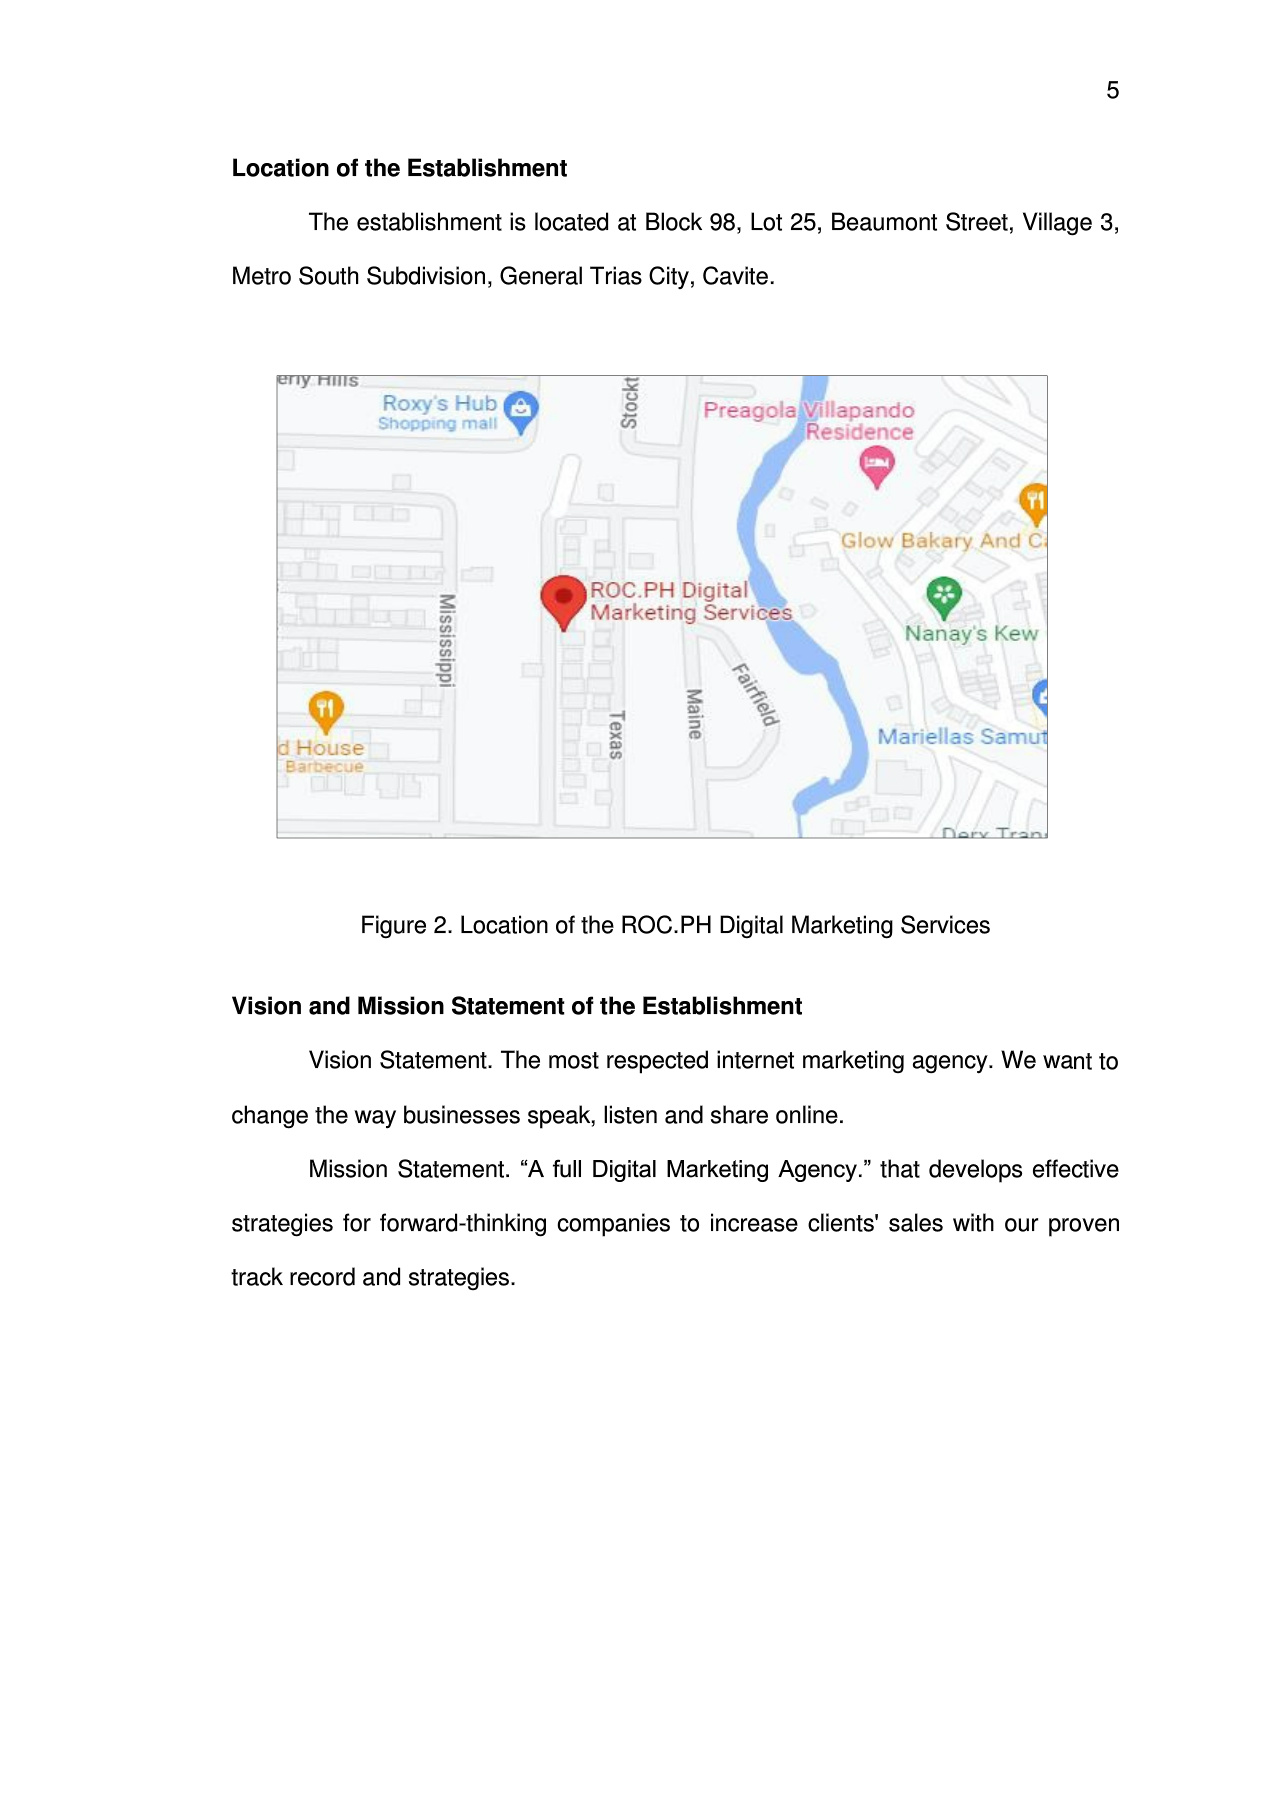 5
Location of the Establishment
The establishment is located at Block 98, Lot 25, Beaumont Street, Village 3,
Metro South Subdivision, General Trias City, Cavite.
Hills
Roxy's Hub
Shopping mall
Stockt
Preagola Villapando
Residence
Glow Bakary And
ROC.PH Digital
Marketing Services
Mississippi
Nanay's Kew
Fairfield
Maine
Texas
d House
Barbecue
Mariellas Samut
Derx Tran
Figure 2. Location of the ROC.PH Digital Marketing Services
Vision and Mission Statement of the Establishment
Vision Statement. The most respected internet marketing agency. We want to
change the way businesses speak, listen and share online.
Mission Statement. “A full Digital Marketing Agency.” that develops effective
strategies for forward-thinking companies to increase clients' sales with our proven
track record and strategies.